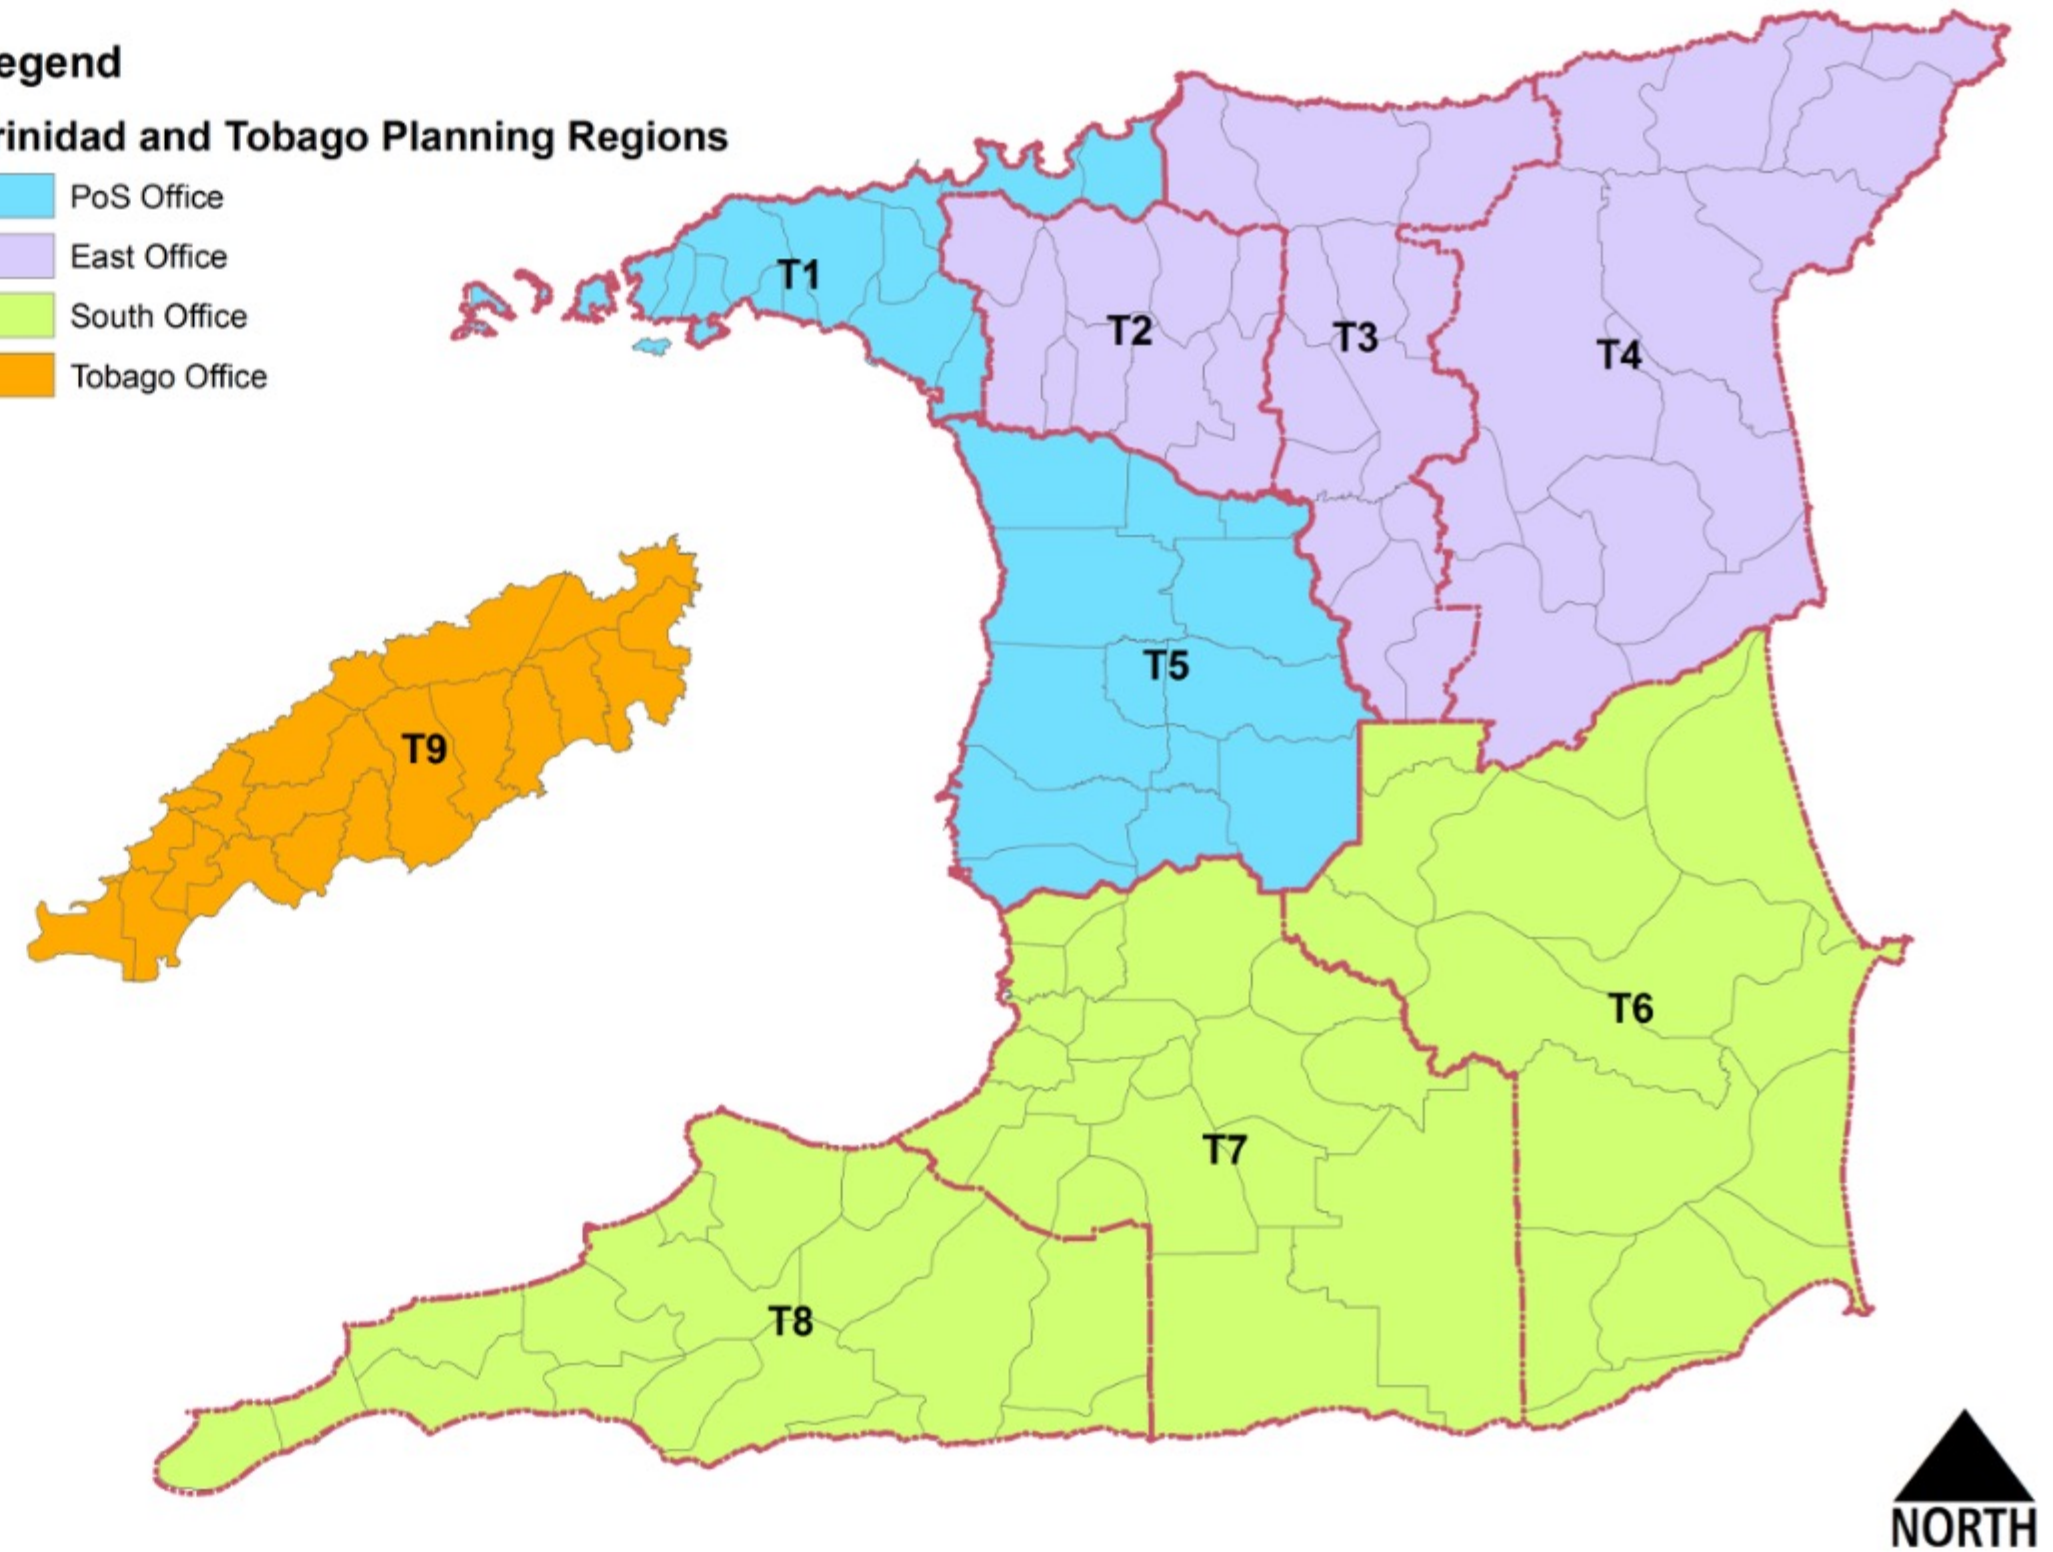 egend
rinidad and Tobago Planning Regions
PoS Office
East Office
South Office
Tobago Office
T1
T2
T3
T4
T5
T9
T6
T7
T8
NORTH